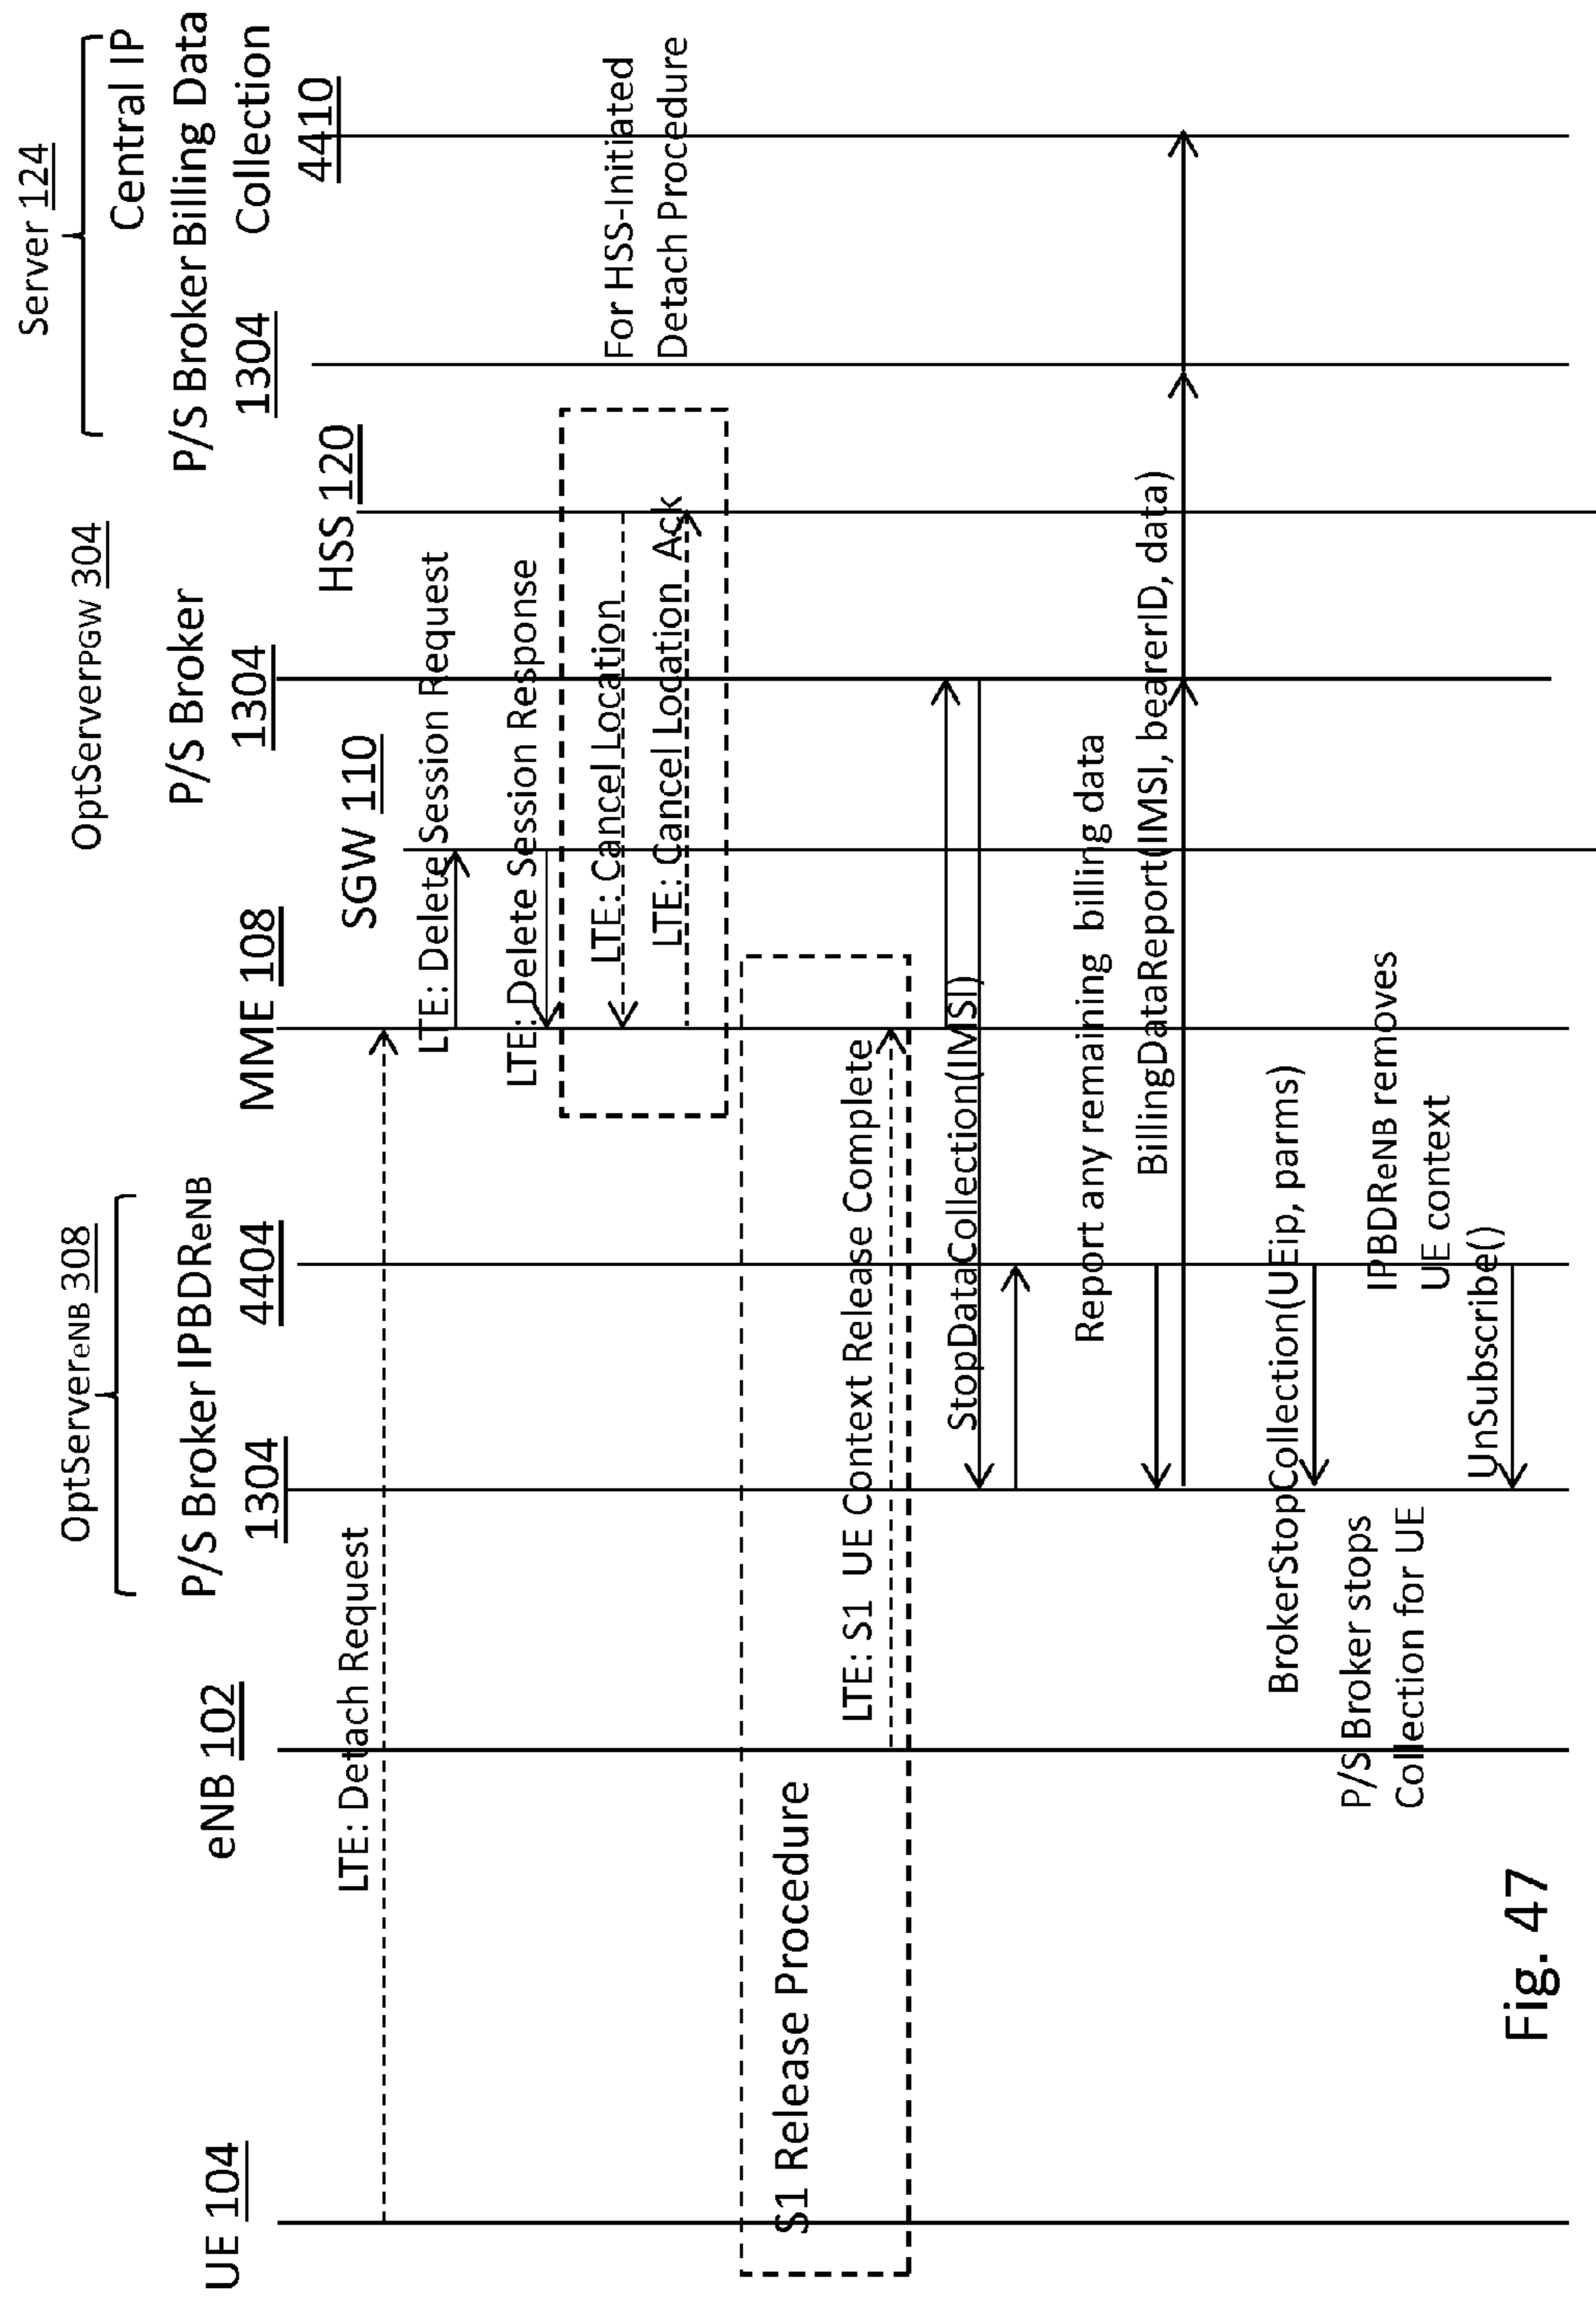 OptServereNB 308
OptServerPGW 304
Server 124
UE 104
eNB 102
P/S Broker
1304
IPBDReNB
4404
MME 108
SGW 110
P/S Broker
1304
HSS 120
P/S Broker
1304
Central IP
Billing Data
Collection
4410
LTE: Detach Request
LTE: Delete Session Request
LTE: Delete Session Response
LTE: Cancel Location
LTE: Cancel Location Ack
For HSS-Initiated
Detach Procedure
S1 Release Procedure
LTE: S1 UE Context Release Complete
StopDataCollection(IMSI)
Report any remaining billing data
BillingDataReport(IMSI, bearerID, data)
BrokerStopCollection(UEip, parms)
P/S Broker stops
Collection for UE
IPBDReNB removes
UE context
UnSubscribe()
Fig. 47